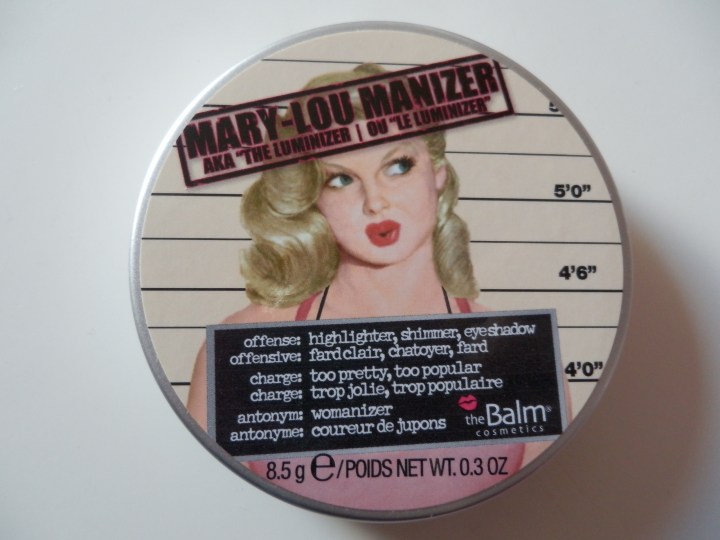 MARY-LOU MANIZER
AKA "THE LUMINIZER | OU "LE LUMINIZER"
5'0"
4'6"
4'0"
offense: highlighter, shimmer, eyeshadow
offensive: fard clair, chatoyer, fard
charge: too pretty, too popular
charge: trop jolie, trop populaire
antonym: womanizer
antonyme: coureur de jupons
theBalm®
cosmetics
8.5 g e/POIDS NET WT. 0.3 OZ